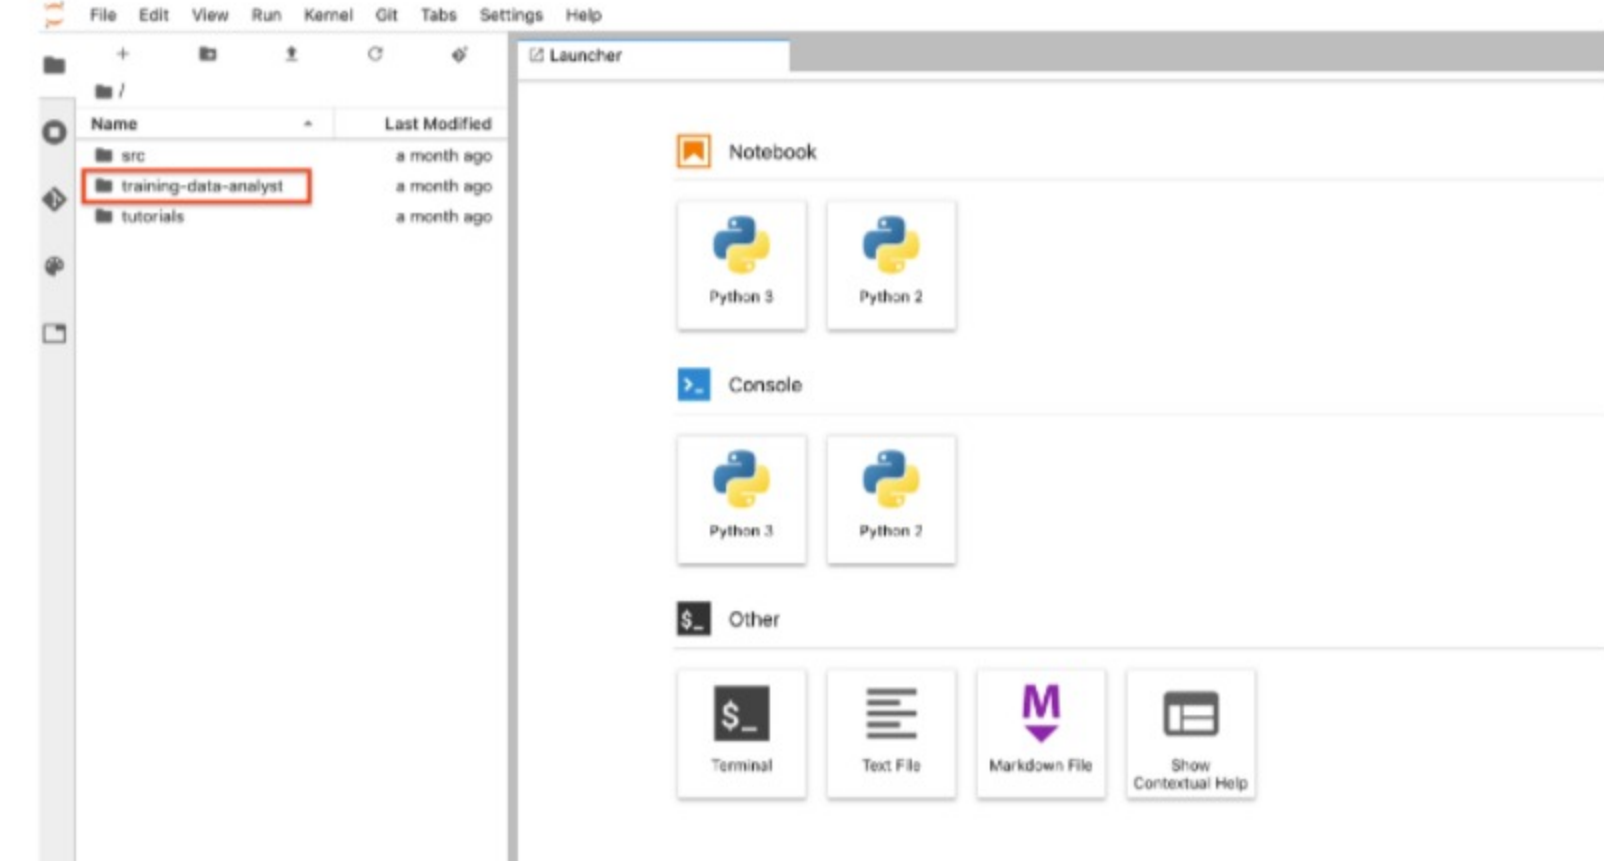 File Edit View Run Kernel Git Tabs Settings Help
Launcher
/
Name Last Modified
src a month ago
training-data-analyst a month ago
tutorials a month ago
Notebook
Python 3 Python 2
Console
Python 3 Python 2
$_ Other
$_
Terminal Text File Markdown File Show
Contextual Help